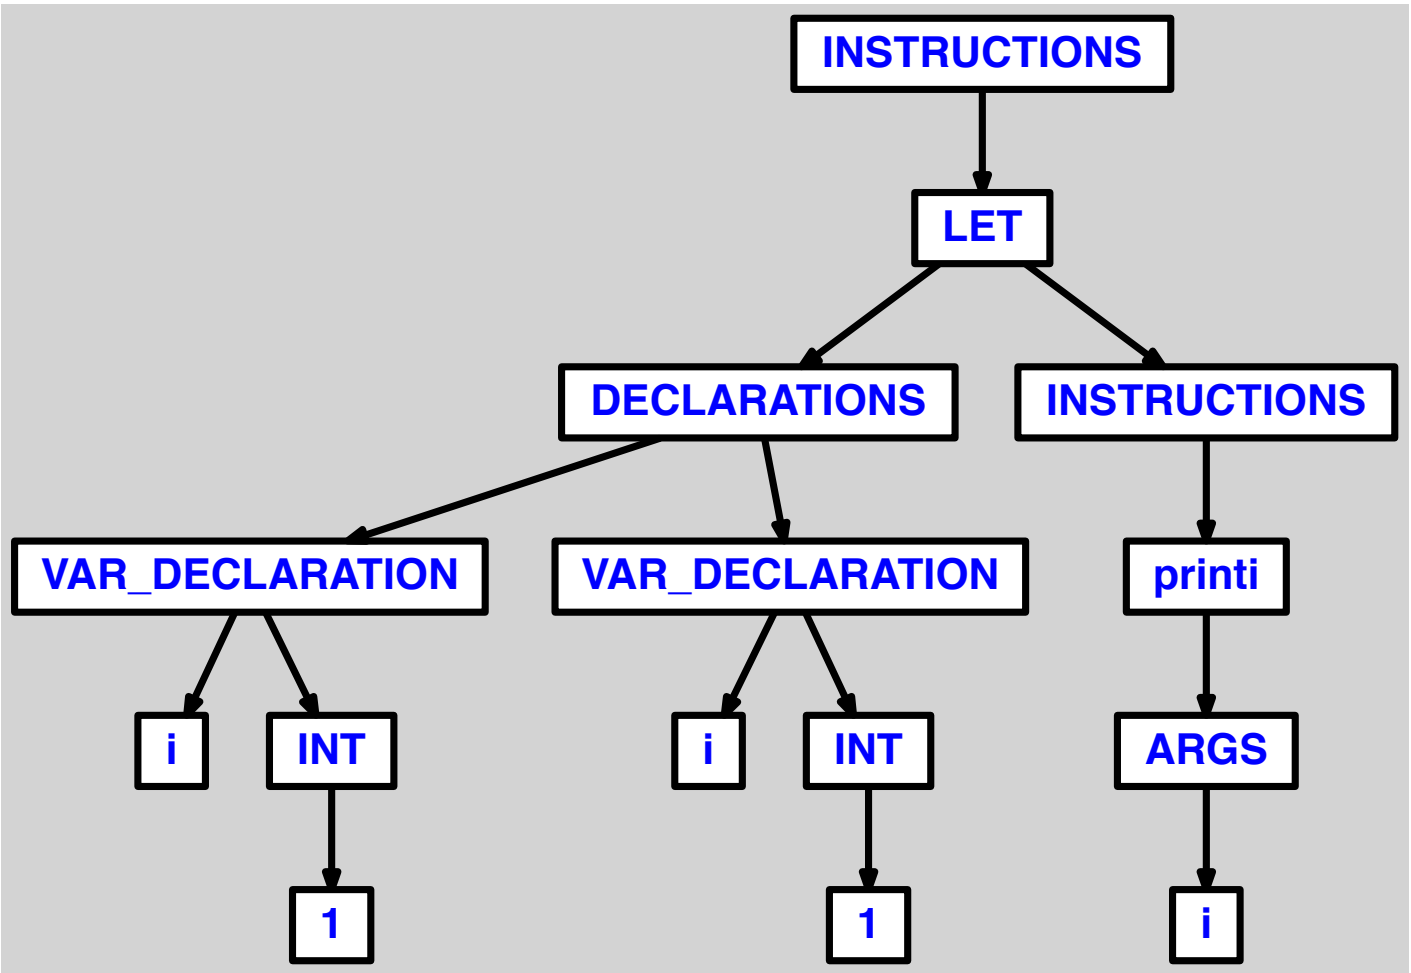 INSTRUCTIONS
LET
DECLARATIONS
INSTRUCTIONS
VAR_DECLARATION
VAR_DECLARATION
printi
i
INT
i
INT
ARGS
1
1
i